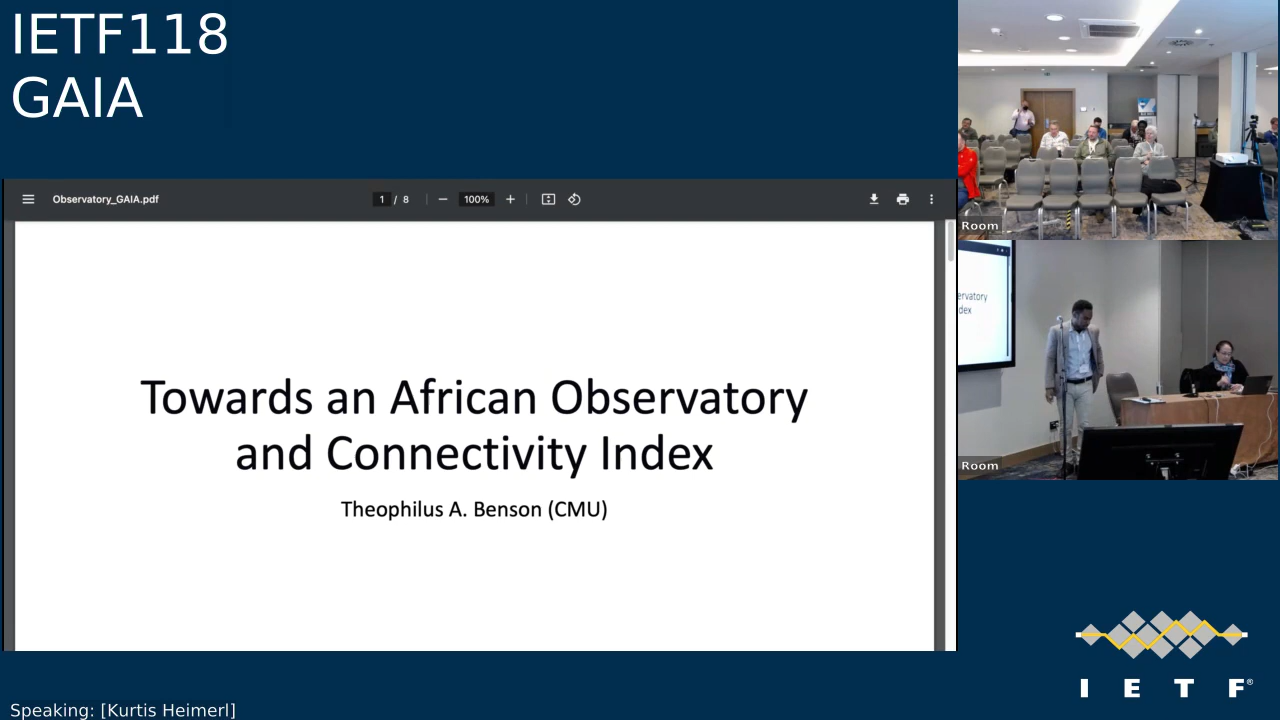 IETF118
GAIA
Observatory_GAIA.pdf
1 / 8
100%
Towards an African Observatory
and Connectivity Index
Theophilus A. Benson (CMU)
Room
ervatory
dex
Room
I E T F®
Speaking: [Kurtis Heimerl]